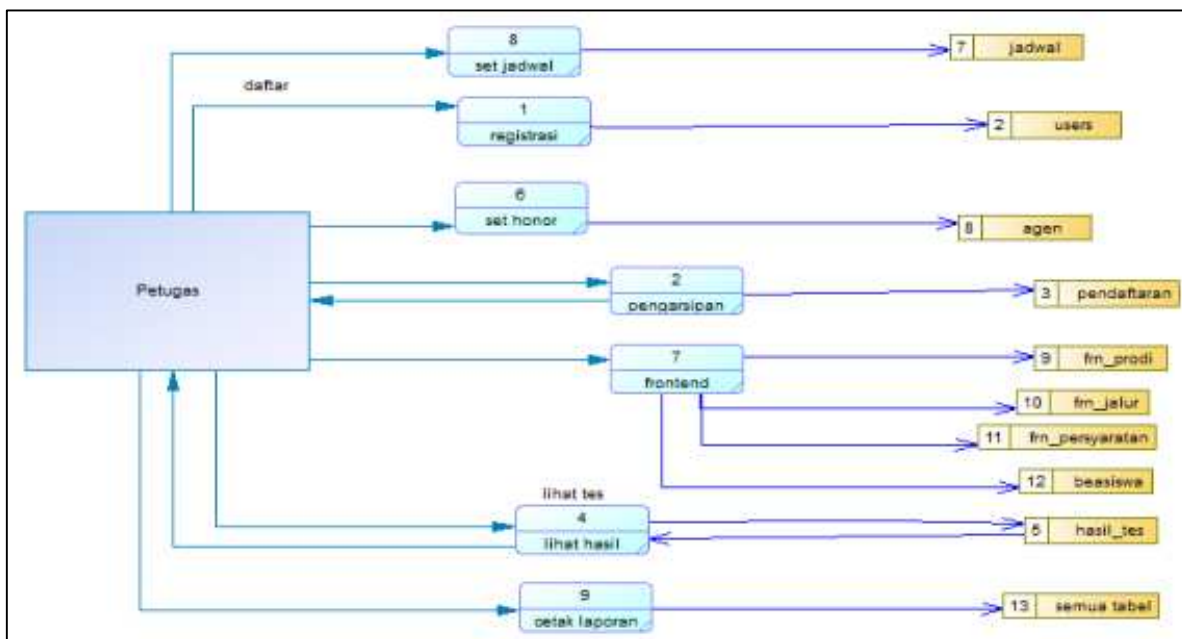 8
set jadwal
7 jadwal
daftar
1
registrasi
2 users
6
set honor
8 agen
Petugas
2
pengarsipan
3 pendaftaran
7
frontend
9 frn_prodi
10 frn_jalur
11 frn_persyaratan
12 beasiswa
lihat tes
4
lihat hasil
hasil_tes
9
cetak laporan
13 semua tabel